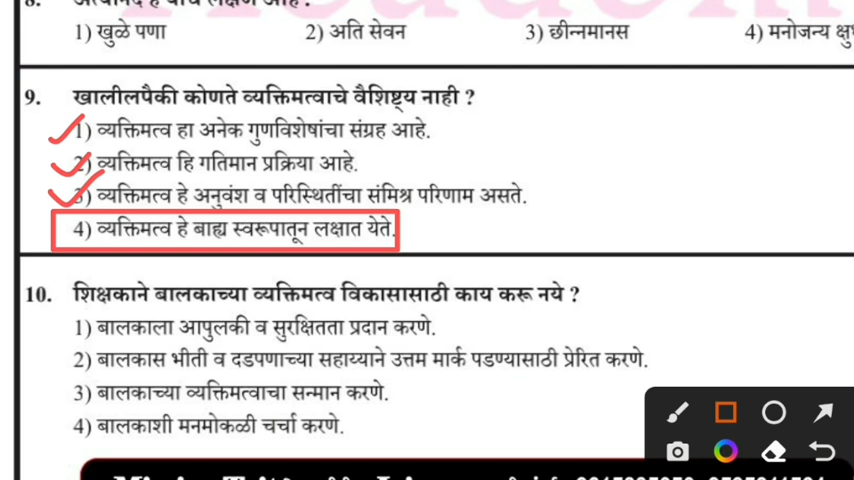 1) खुळे पणा 2) अति सेवन 3) छीन्नमानस 4) मनोजन्य
9. खालीलपैकी कोणते व्यक्तिमत्वाचे वैशिष्ट्य नाही ?
1) व्यक्तिमत्व हा अनेक गुणविशेषांचा संग्रह आहे.
2) व्यक्तिमत्व हि गतिमान प्रक्रिया आहे.
3) व्यक्तिमत्व हे अनुवंश व परिस्थितींचा संमिश्र परिणाम असते.
4) व्यक्तिमत्व हे बाह्य स्वरूपातून लक्षात येते.
10. शिक्षकाने बालकाच्या व्यक्तिमत्व विकासासाठी काय करू नये ?
1) बालकाला आपुलकी व सुरक्षितता प्रदान करणे.
2) बालकास भीती व दडपणाच्या सहाय्याने उत्तम मार्क पडण्यासाठी प्रेरित करणे.
3) बालकाच्या व्यक्तिमत्वाचा सन्मान करणे.
4) बालकाशी मनमोकळी चर्चा करणे.